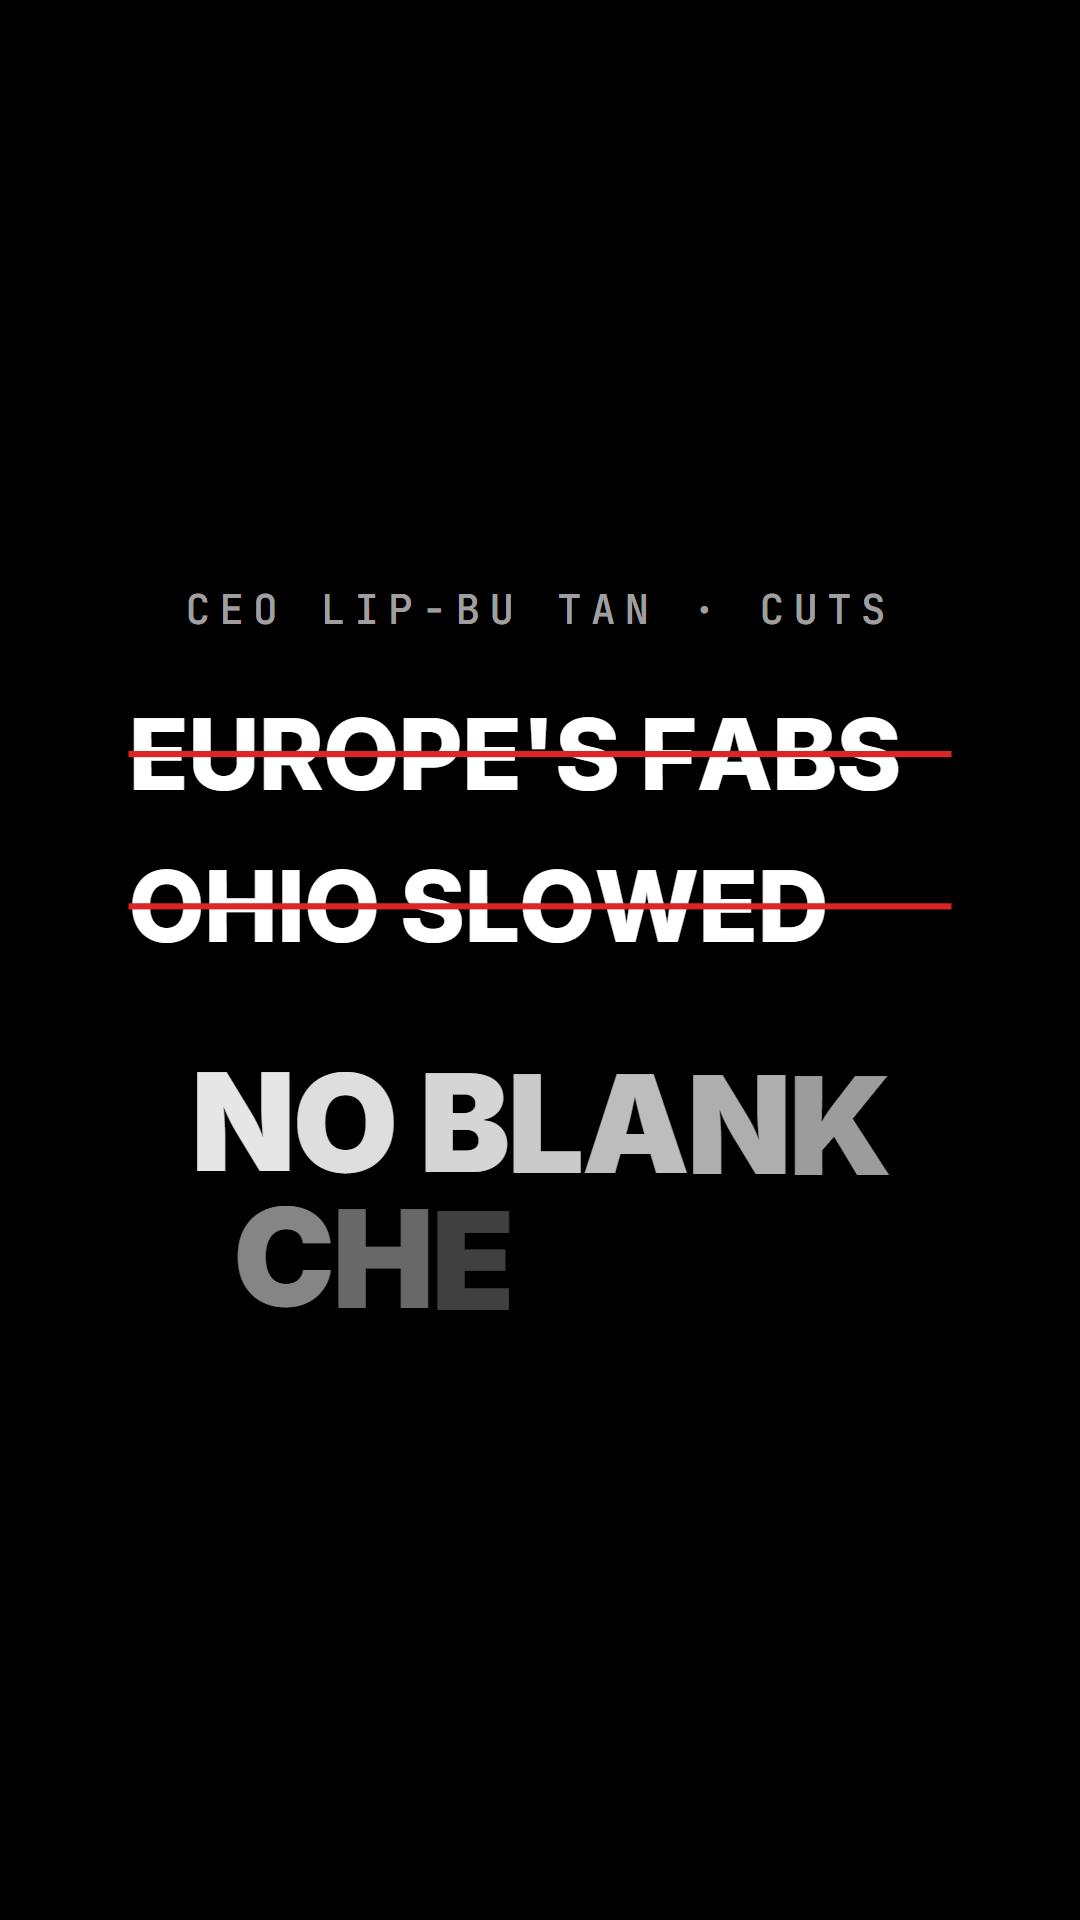 CEO LIP-BU TAN · CUTS
EUROPE'S FABS
OHIO SLOWED
NO BLANK
CHE